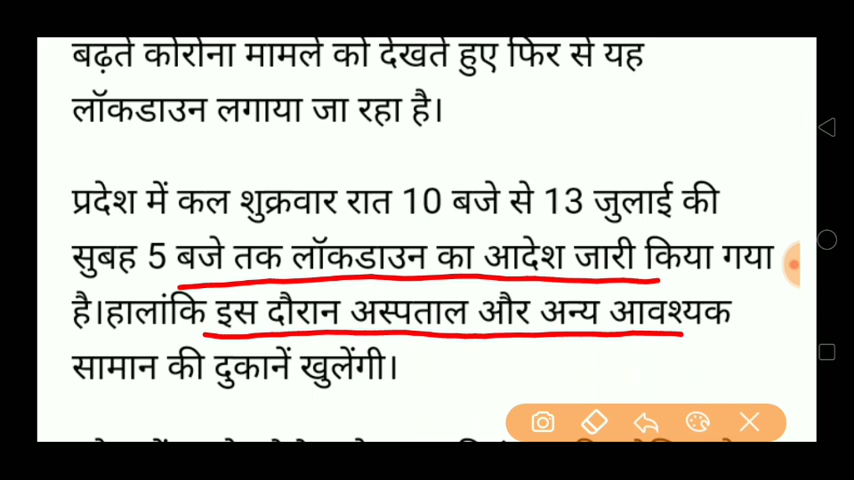 बढ़ते कोरोना मामले को देखते हुए फिर से यह
लॉकडाउन लगाया जा रहा है।
प्रदेश में कल शुक्रवार रात 10 बजे से 13 जुलाई की
सुबह 5 बजे तक लॉकडाउन का आदेश जारी किया गया
है।हालांकि इस दौरान अस्पताल और अन्य आवश्यक
सामान की दुकानें खुलेंगी।